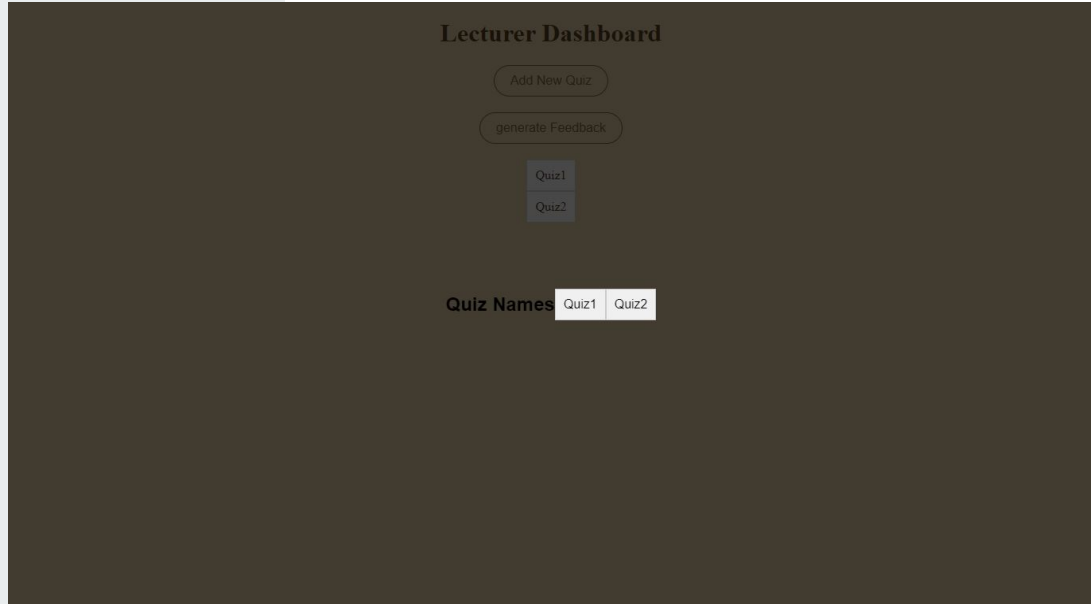 Lecturer Dashboard
Add New Quiz
generate Feedback
Quiz1
Quiz2
Quiz Names Quiz1 Quiz2